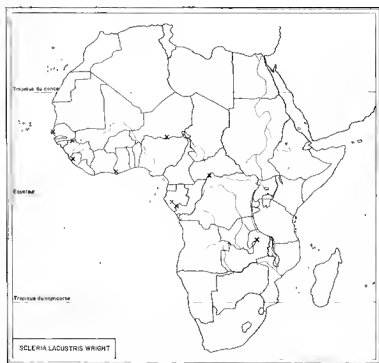 Tropique du cancer
Equateur
Tropique du capricorne
SCLERIA LACUSTRIS WRIGHT